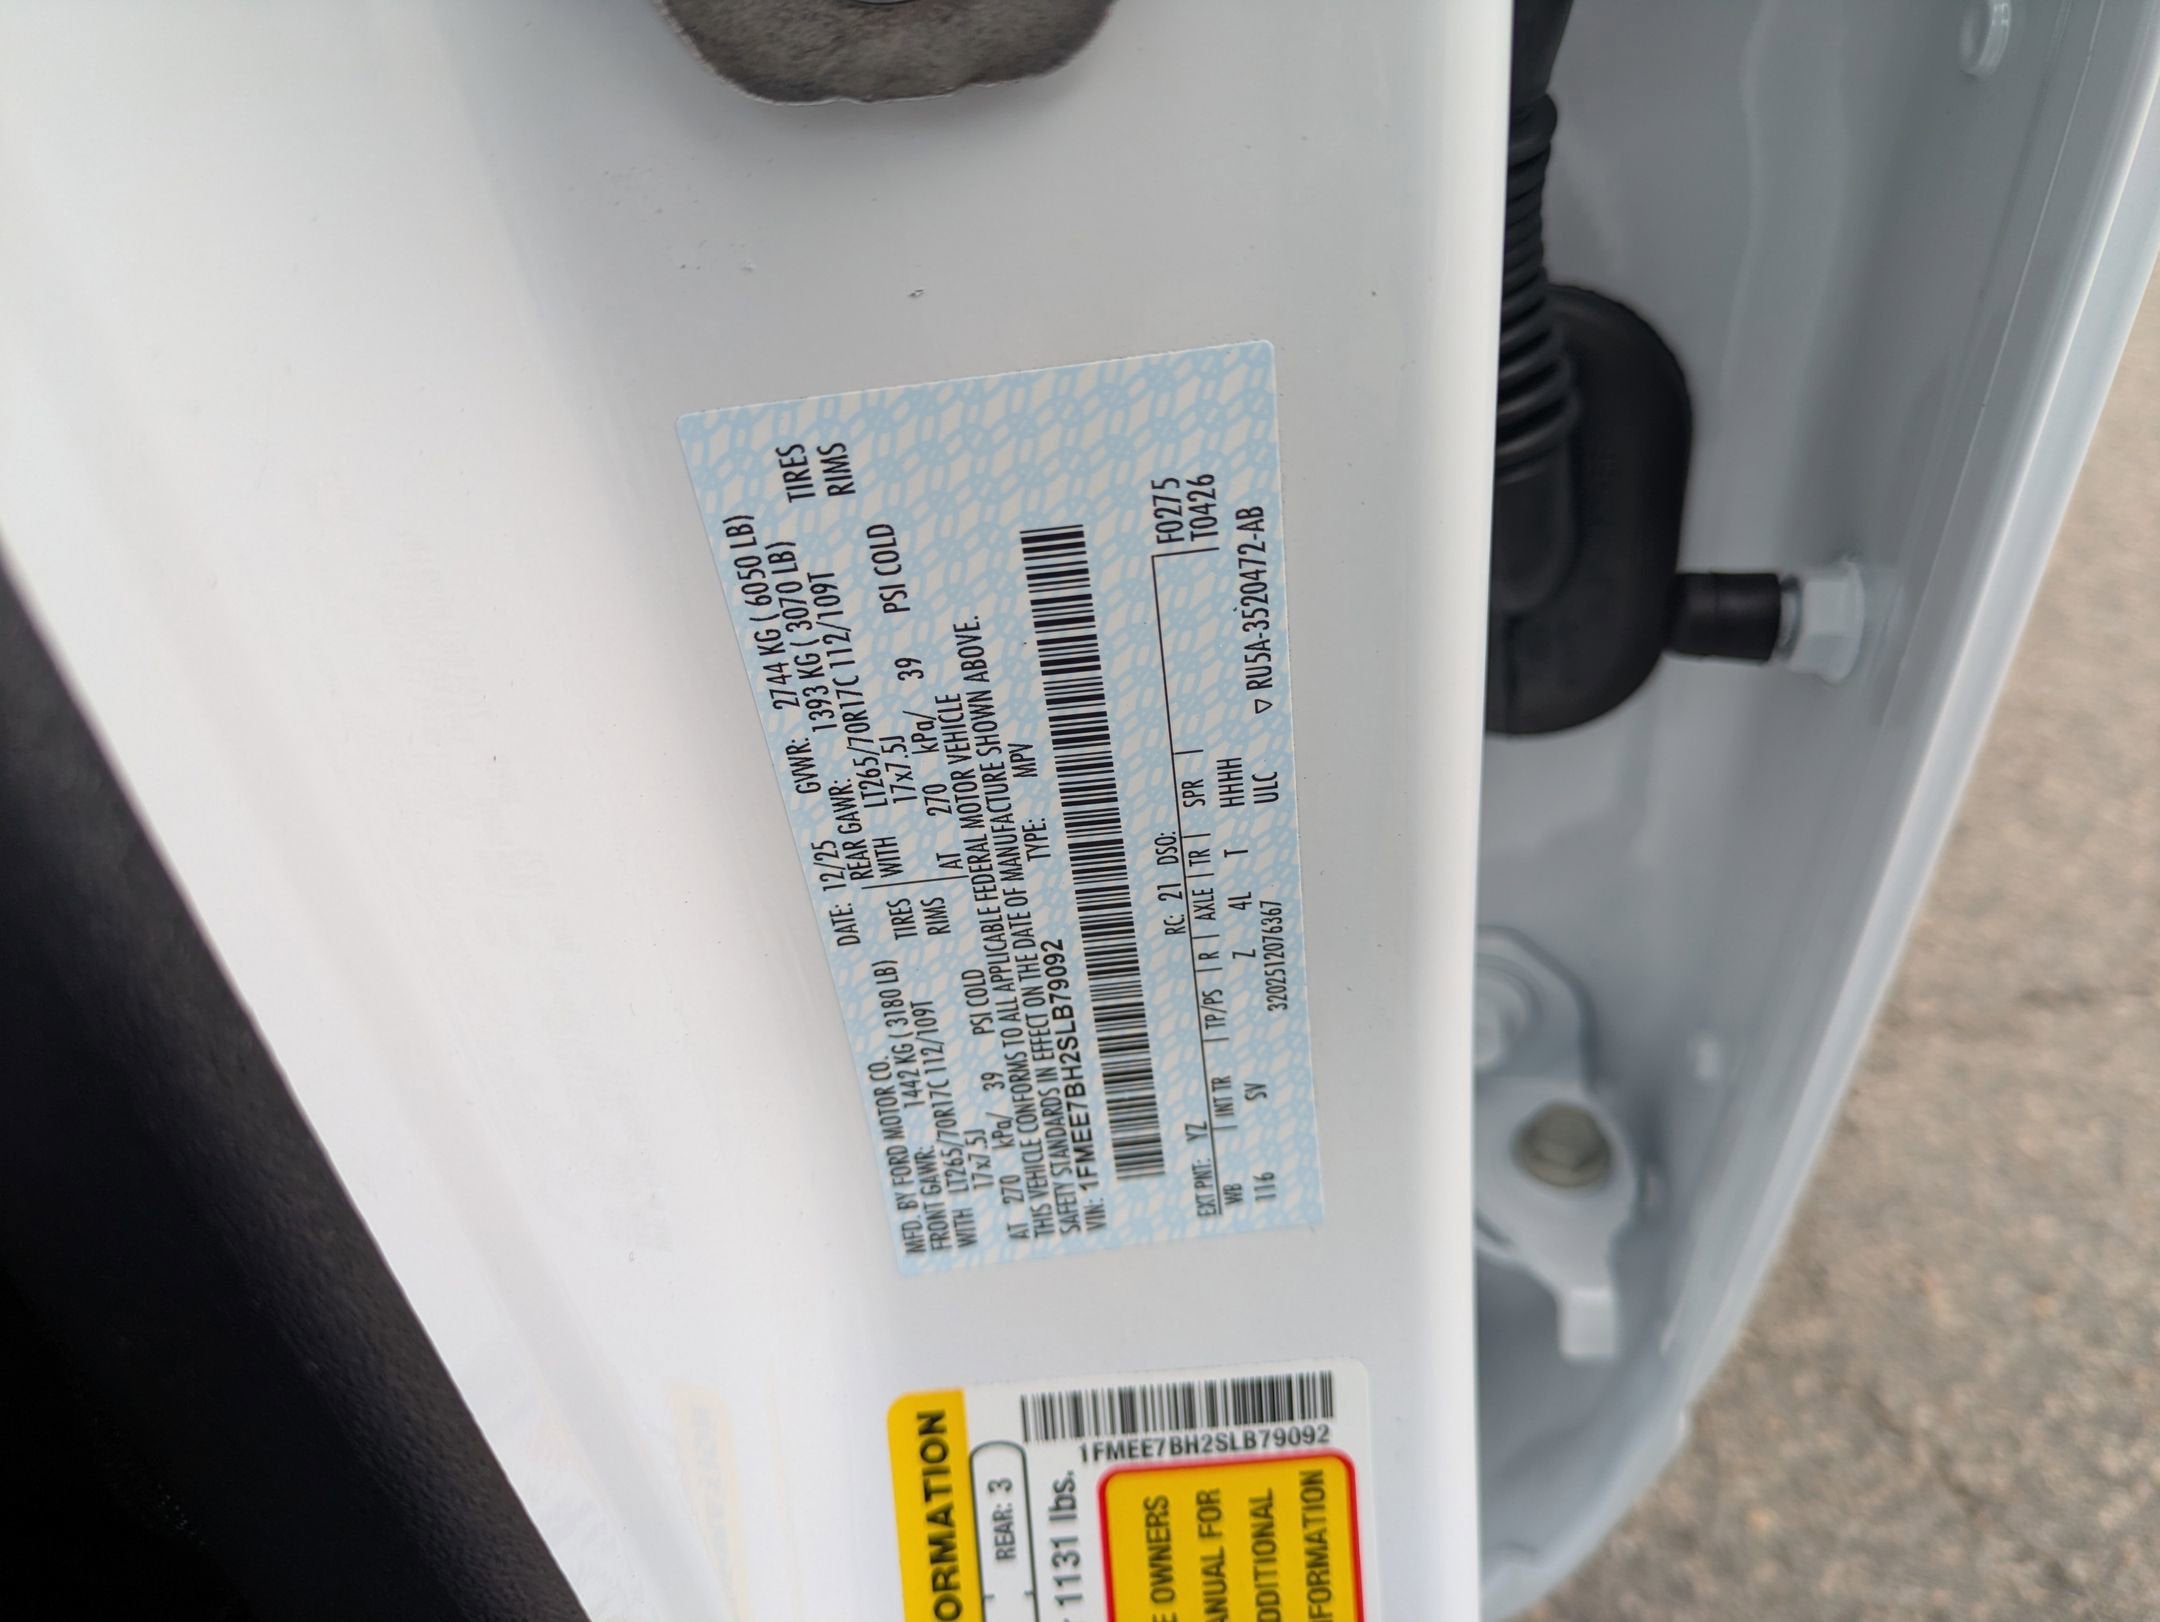 MFD. BY FORD MOTOR CO. DATE: 12/25 GVWR: 2744 KG ( 6050 LB)
FRONT GAWR: 1442 KG ( 3180 LB) REAR GAWR: 1393 KG ( 3070 LB)
WITH LT265/70R17C 112/109T TIRES WITH LT265/70R17C 112/109T TIRES
17x7.5J RIMS 17x7.5J RIMS
AT 270 kPa/ 39 PSI COLD AT 270 kPa/ 39 PSI COLD
THIS VEHICLE CONFORMS TO ALL APPLICABLE FEDERAL MOTOR VEHICLE
SAFETY STANDARDS IN EFFECT ON THE DATE OF MANUFACTURE SHOWN ABOVE.
VIN: 1FMEE7BH2SLB79092 TYPE: MPV
EXT PNT: YZ RC: 21 DSO: F0275
WB INT TR TP/PS R AXLE TR SPR T0426
116 SV Z 4L T HHHH
3202512076367 ULC ▽ RU5A-3520472-AB
ORMATION
REAR: 3
1131 lbs.
1FMEE7BH2SLB79092
OWNERS
ANUAL FOR
DDITIONAL
FORMATION